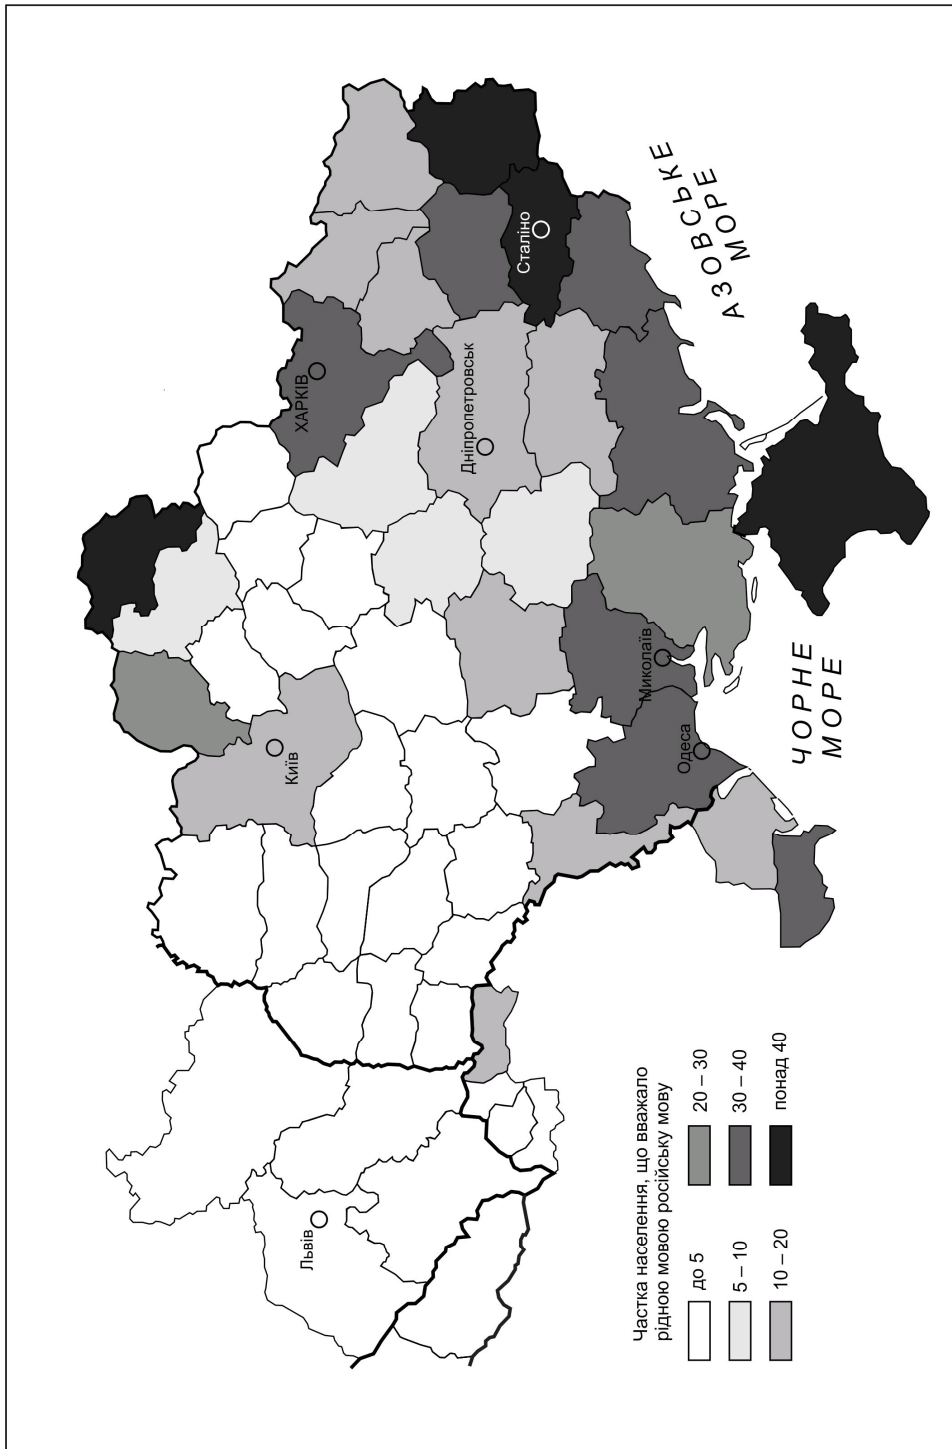 ХАРКІВ
Київ
Львів
Дніпропетровськ
Сталіно
Миколаїв
Одеса
АЗОВСЬКЕ
МОРЕ
ЧОРНЕ
МОРЕ
Частка населення, що вважало
рідною мовою російську мову
до 5
5 – 10
10 – 20
20 – 30
30 – 40
понад 40